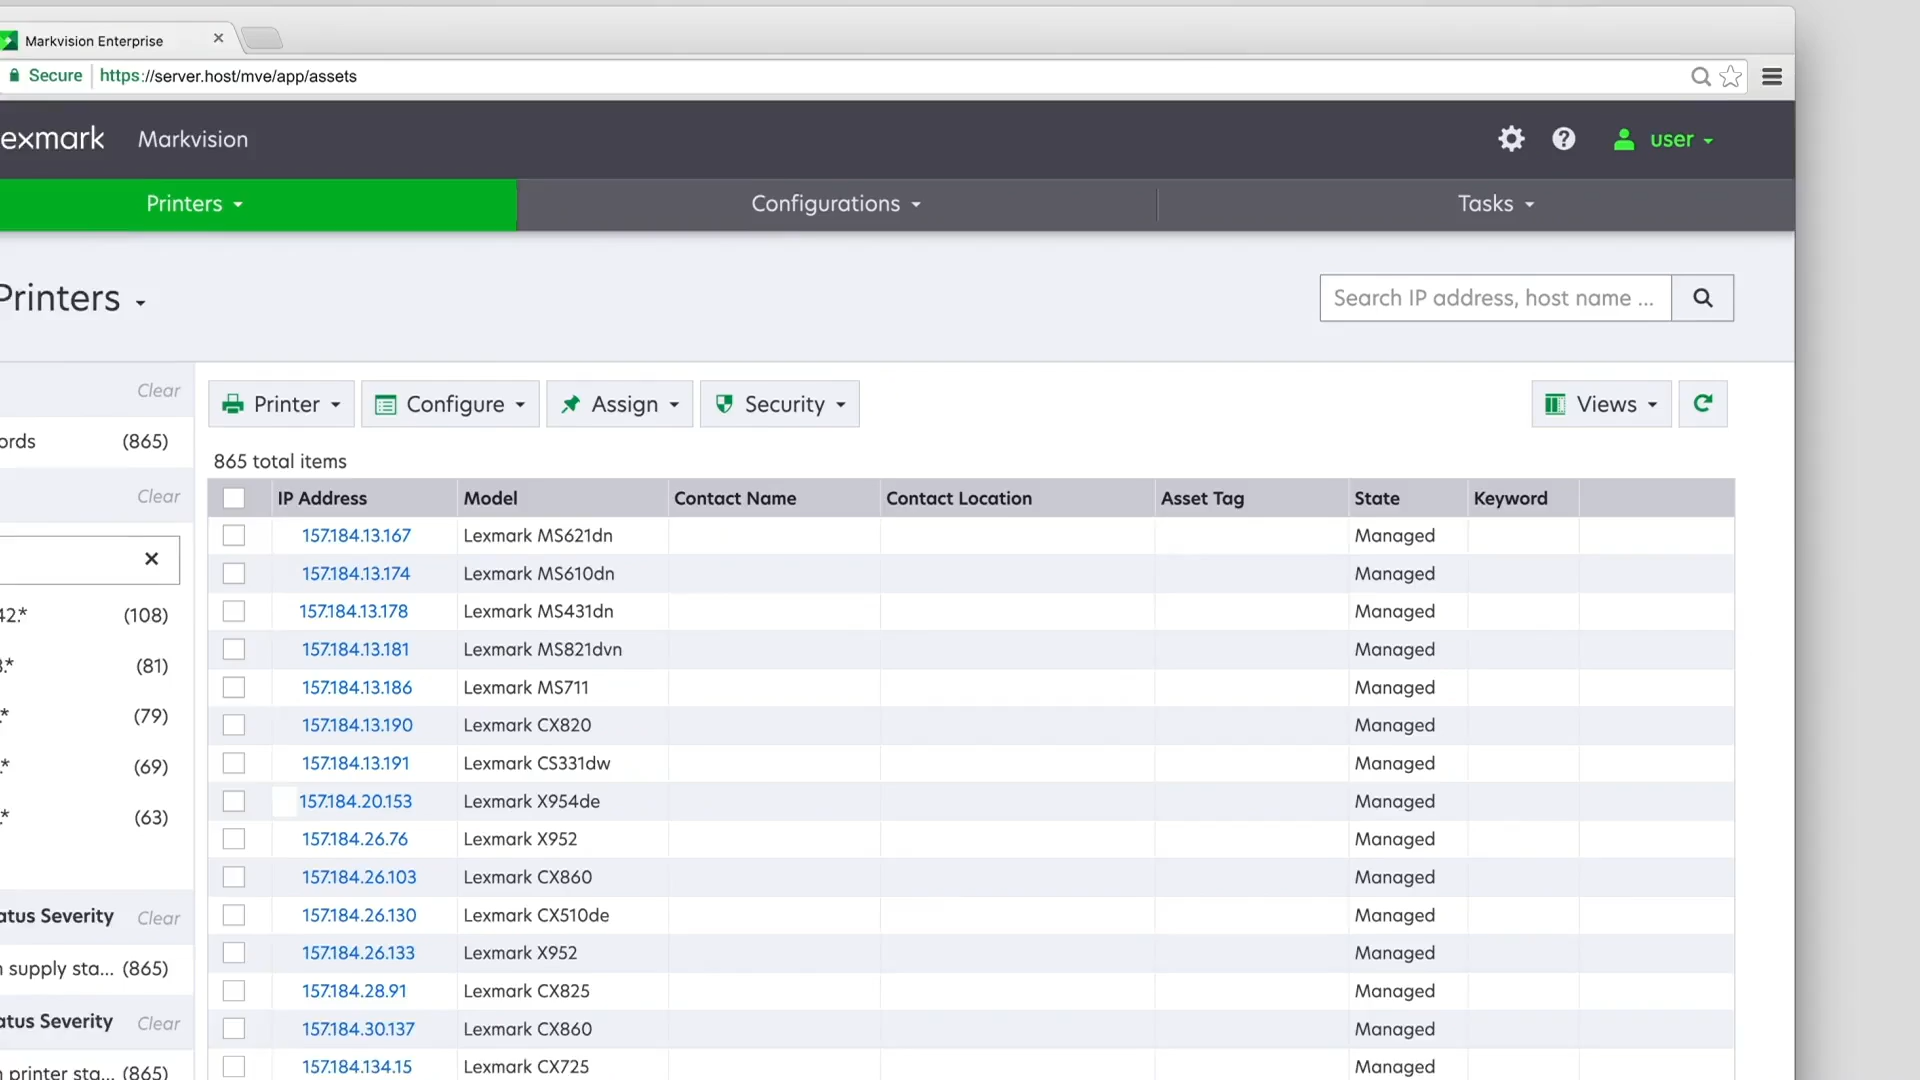 Markvision Enterprise
Secure https://server.host/mve/app/assets
exmark Markvision user
Printers Configurations Tasks
Printers Search IP address, host name ...
Clear
Printer Configure Assign Security Views
ords (865)
865 total items
Clear
IP Address Model Contact Name Contact Location Asset Tag State Keyword
157.184.13.167 Lexmark MS621dn Managed
157.184.13.174 Lexmark MS610dn Managed
42.* (108)
157.184.13.178 Lexmark MS431dn Managed
157.184.13.181 Lexmark MS821dvn Managed
3.* (81)
157.184.13.186 Lexmark MS711 Managed
.* (79)
157.184.13.190 Lexmark CX820 Managed
.* (69)
157.184.13.191 Lexmark CS331dw Managed
157.184.20.153 Lexmark X954de Managed
.* (63)
157.184.26.76 Lexmark X952 Managed
157.184.26.103 Lexmark CX860 Managed
atus Severity Clear
157.184.26.130 Lexmark CX510de Managed
157.184.26.133 Lexmark X952 Managed
n supply sta... (865)
157.184.28.91 Lexmark CX825 Managed
atus Severity Clear
157.184.30.137 Lexmark CX860 Managed
157.184.134.15 Lexmark CX725 Managed
n printer sta... (865)